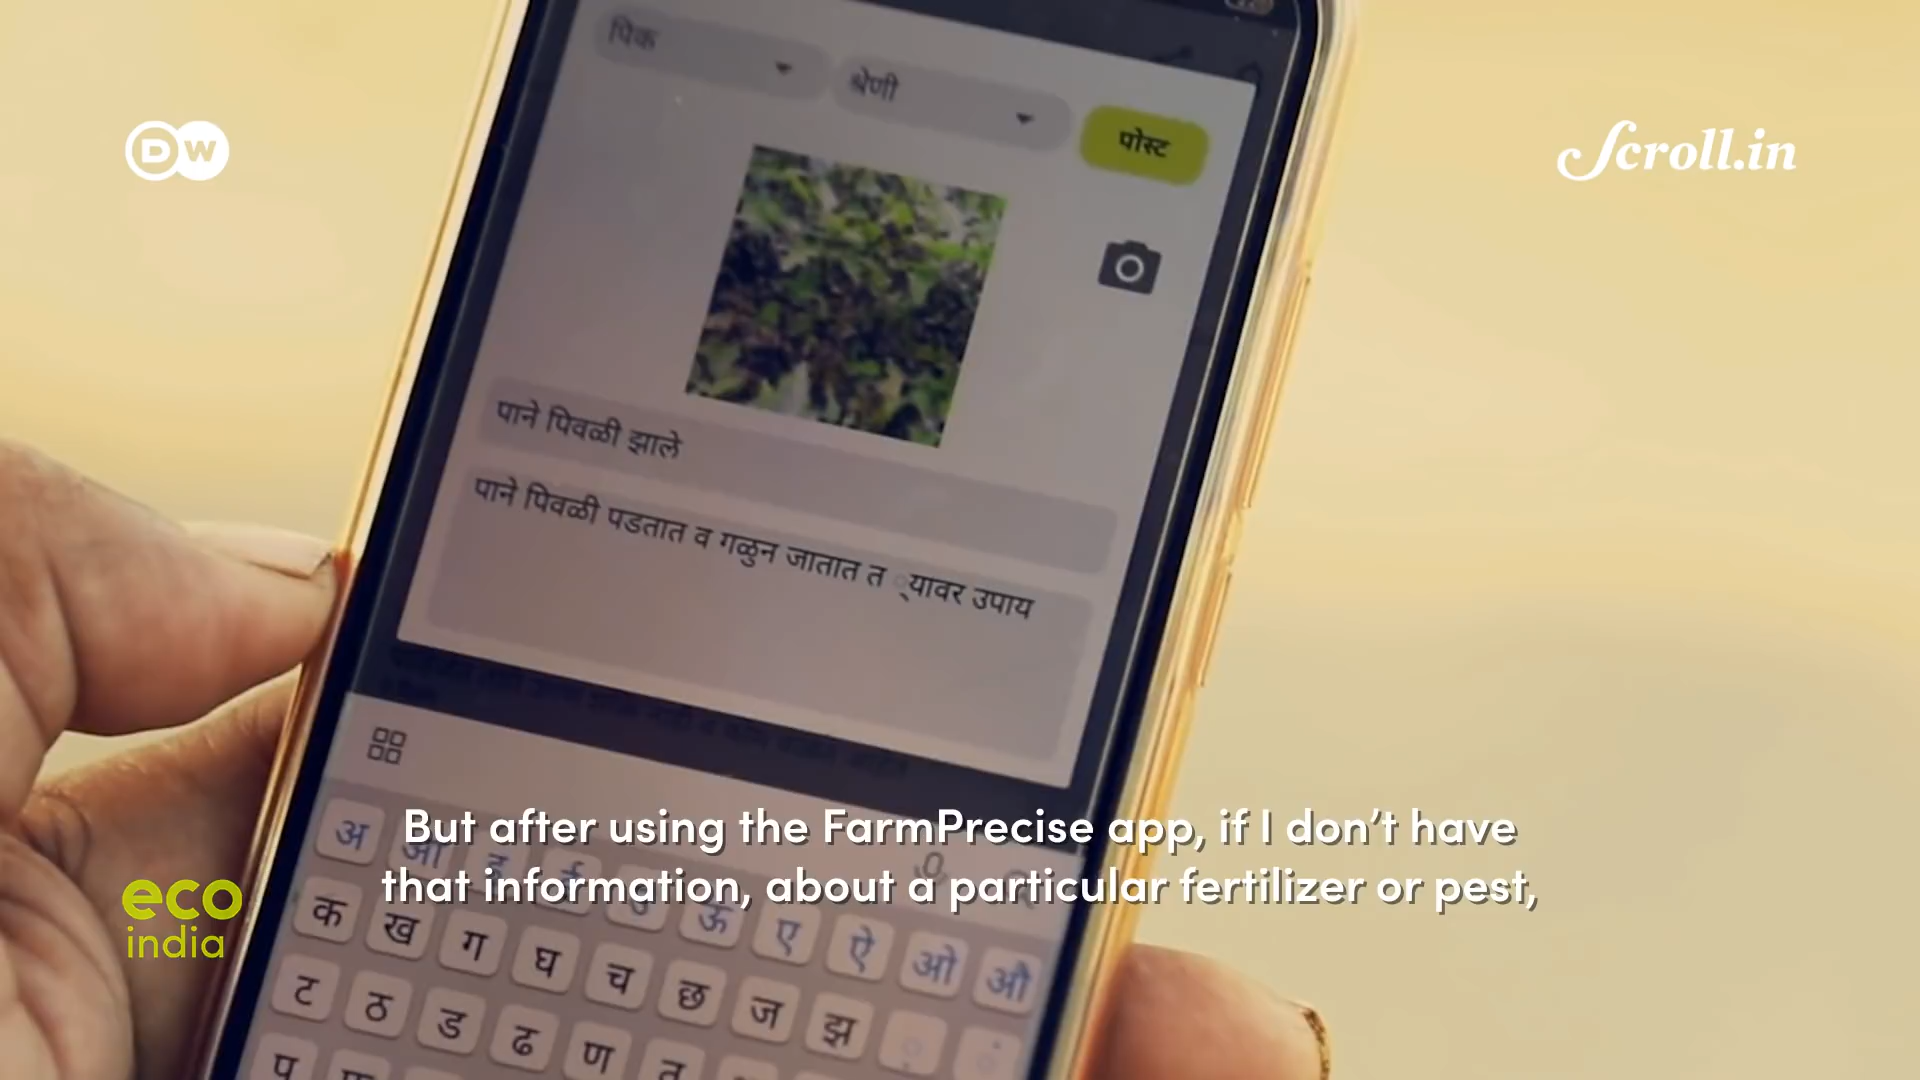 पिक
श्रेणी
पोस्ट
DW
Scroll.in
पाने पिवळी झाले
पाने पिवळी पडतात व गळुन जातात त ्यावर उपाय
But after using the FarmPrecise app, if I don’t have
that information, about a particular fertilizer or pest,
eco
india
अ आ इ ई उ ऊ ए ऐ ओ औ
क ख ग घ च छ ज झ
ट ठ ड ढ ण त
प